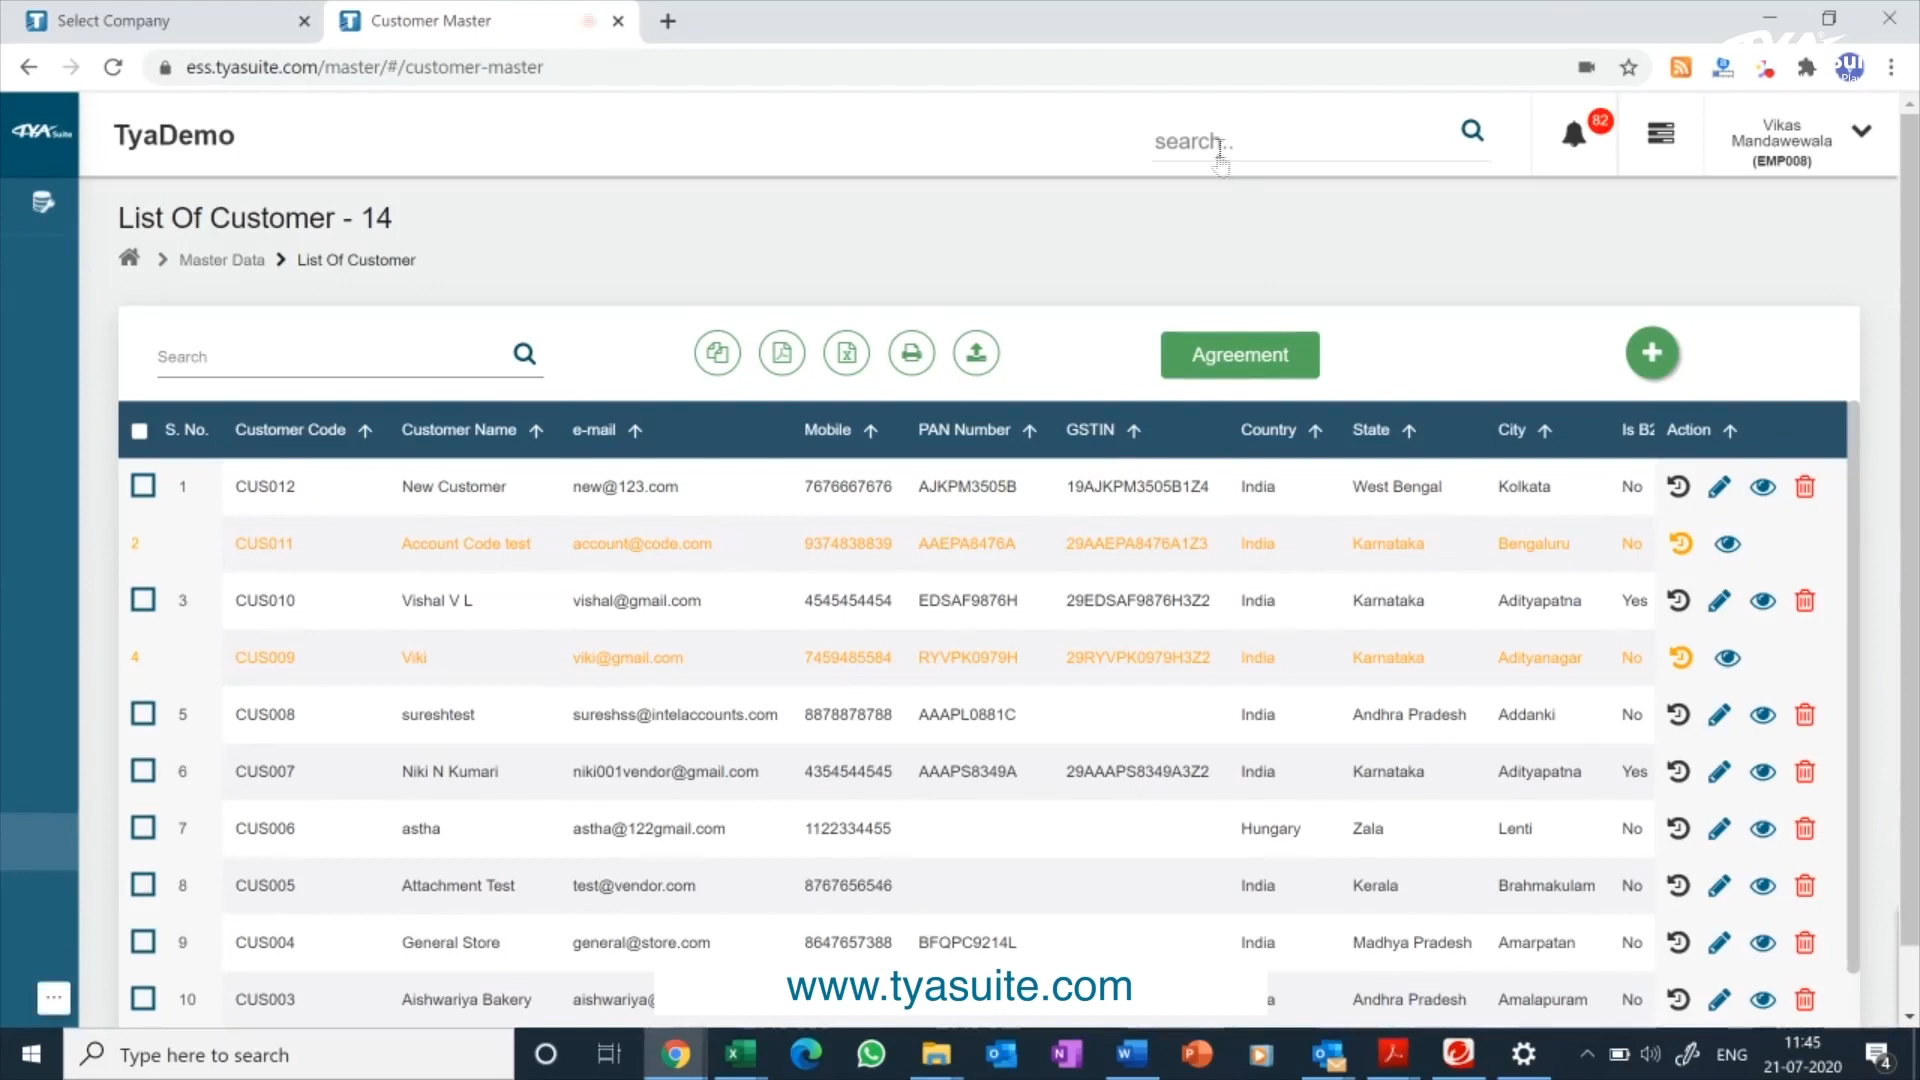 Select Company
Customer Master
ess.tyasuite.com/master/#/customer-master
TYA Suite
TyaDemo
search..
82
Vikas
Mandawewala
(EMP008)
List Of Customer - 14
Master Data
List Of Customer
Search
Agreement
S. No. Customer Code Customer Name e-mail Mobile PAN Number GSTIN Country State City Is B2 Action
1 CUS012 New Customer new@123.com 7676667676 AJKPM3505B 19AJKPM3505B1Z4 India West Bengal Kolkata No
2 CUS011 Account Code test account@code.com 9374838839 AAEPA8476A 29AAEPA8476A1Z3 India Karnataka Bengaluru No
3 CUS010 Vishal V L vishal@gmail.com 4545454454 EDSAF9876H 29EDSAF9876H3Z2 India Karnataka Adityapatna Yes
4 CUS009 Viki viki@gmail.com 7459485584 RYVPK0979H 29RYVPK0979H3Z2 India Karnataka Adityanagar No
5 CUS008 sureshtest sureshss@intelaccounts.com 8878878788 AAAPL0881C India Andhra Pradesh Addanki No
6 CUS007 Niki N Kumari niki001vendor@gmail.com 4354544545 AAAPS8349A 29AAAPS8349A3Z2 India Karnataka Adityapatna Yes
7 CUS006 astha astha@122gmail.com 1122334455 Hungary Zala Lenti No
8 CUS005 Attachment Test test@vendor.com 8767656546 India Kerala Brahmakulam No
9 CUS004 General Store general@store.com 8647657388 BFQPC9214L India Madhya Pradesh Amarpatan No
10 CUS003 Aishwariya Bakery aishwariya@ a Andhra Pradesh Amalapuram No
www.tyasuite.com
Type here to search
ENG
11:45
21-07-2020
4